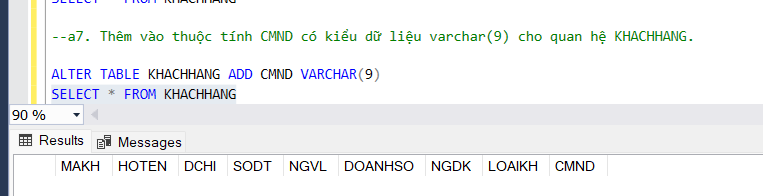 SELECT * FROM KHACHHANG
--a7. Thêm vào thuộc tính CMND có kiểu dữ liệu varchar(9) cho quan hệ KHACHHANG.
ALTER TABLE KHACHHANG ADD CMND VARCHAR(9)
SELECT * FROM KHACHHANG
90 %
Results Messages
MAKH HOTEN DCHI SODT NGVL DOANHSO NGDK LOAIKH CMND